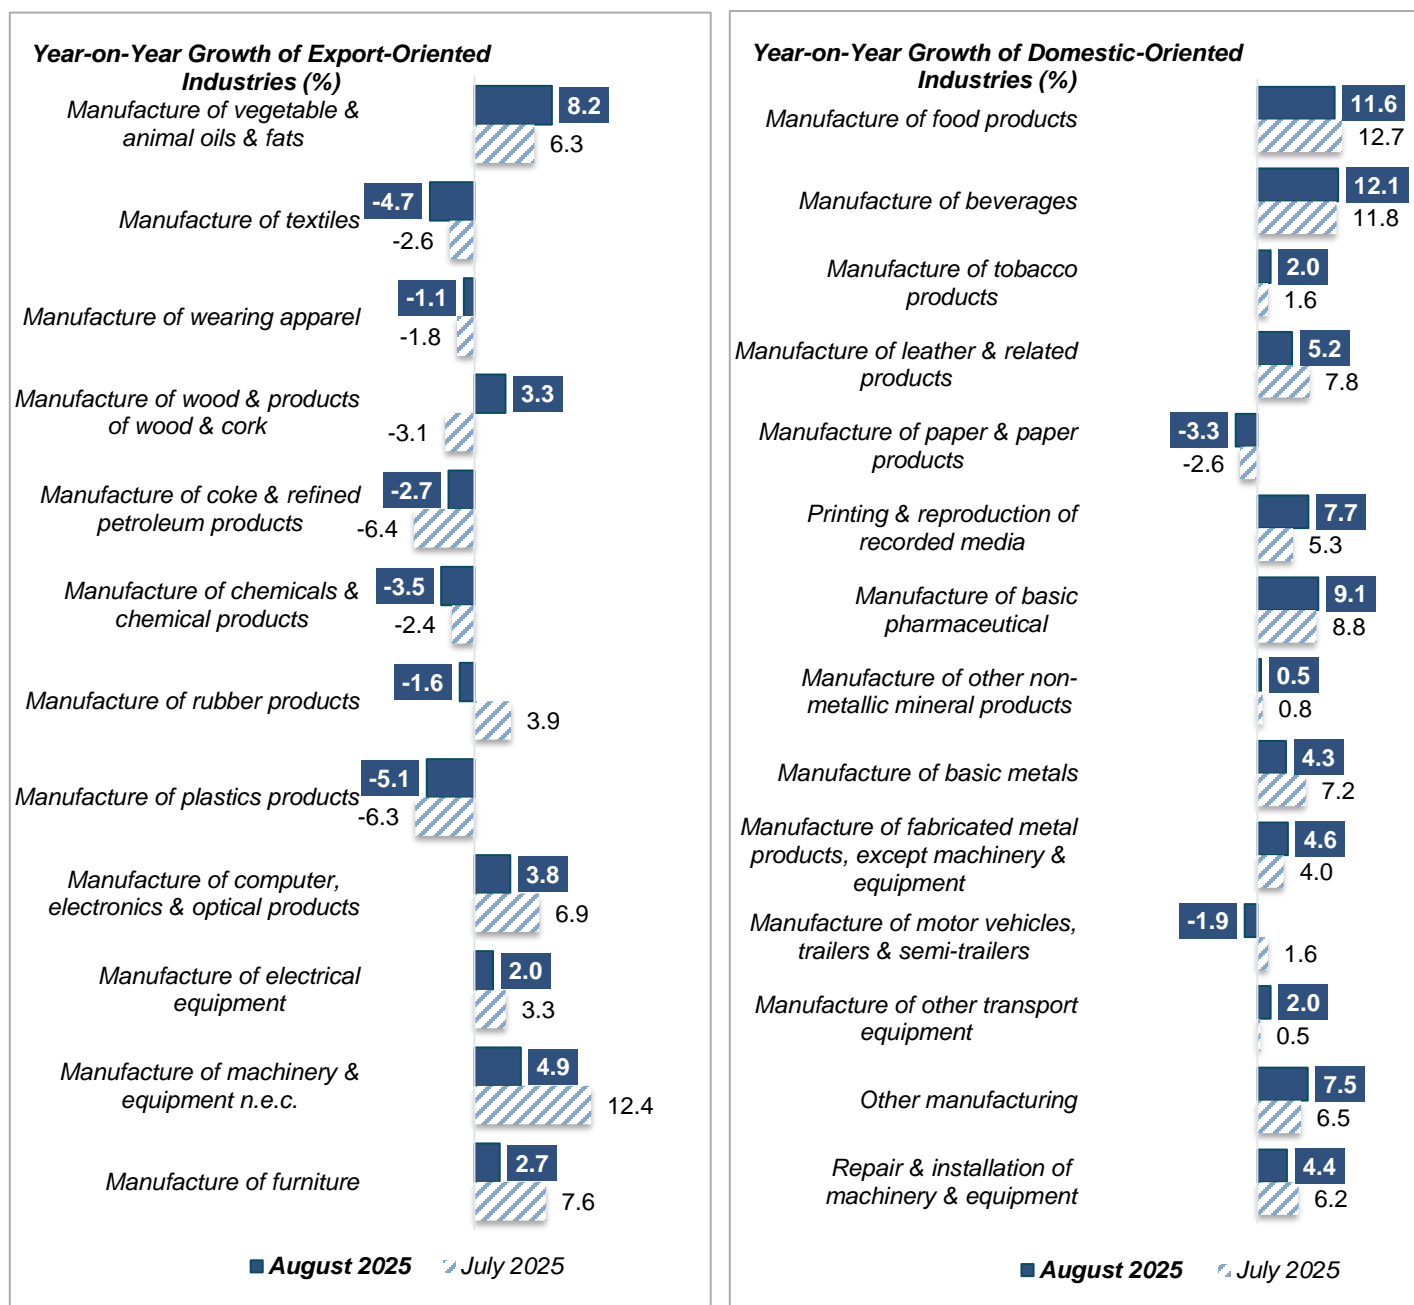 Year-on-Year Growth of Export-Oriented
Industries (%)
Manufacture of vegetable &
animal oils & fats
8.2
6.3
Manufacture of textiles
-4.7
-2.6
Manufacture of wearing apparel
-1.1
-1.8
Manufacture of wood & products
of wood & cork
3.3
-3.1
Manufacture of coke & refined
petroleum products
-2.7
-6.4
Manufacture of chemicals &
chemical products
-3.5
-2.4
Manufacture of rubber products
-1.6
3.9
Manufacture of plastics products
-5.1
-6.3
Manufacture of computer,
electronics & optical products
3.8
6.9
Manufacture of electrical
equipment
2.0
3.3
Manufacture of machinery &
equipment n.e.c.
4.9
12.4
Manufacture of furniture
2.7
7.6
August 2025
July 2025
Year-on-Year Growth of Domestic-Oriented
Industries (%)
Manufacture of food products
11.6
12.7
Manufacture of beverages
12.1
11.8
Manufacture of tobacco
products
2.0
1.6
Manufacture of leather & related
products
5.2
7.8
Manufacture of paper & paper
products
-3.3
-2.6
Printing & reproduction of
recorded media
7.7
5.3
Manufacture of basic
pharmaceutical
9.1
8.8
Manufacture of other non-
metallic mineral products
0.5
0.8
Manufacture of basic metals
4.3
7.2
Manufacture of fabricated metal
products, except machinery &
equipment
4.6
4.0
Manufacture of motor vehicles,
trailers & semi-trailers
-1.9
1.6
Manufacture of other transport
equipment
2.0
0.5
Other manufacturing
7.5
6.5
Repair & installation of
machinery & equipment
4.4
6.2
August 2025
July 2025